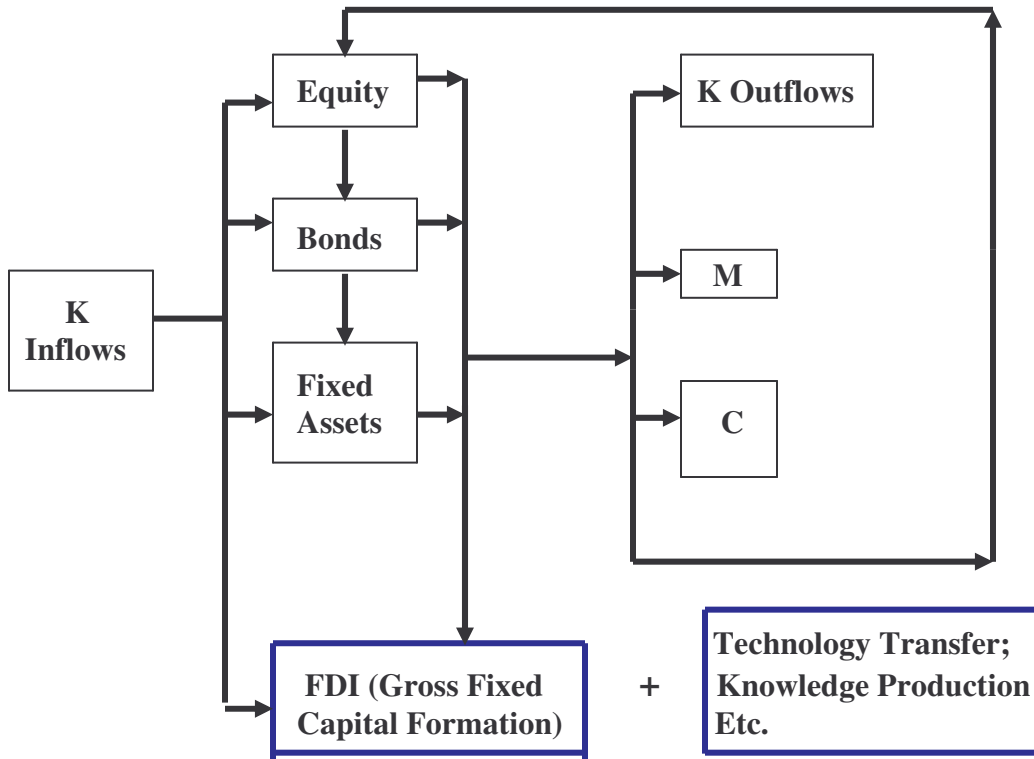 Equity
K Outflows
Bonds
M
K
Inflows
Fixed
Assets
C
FDI (Gross Fixed
Capital Formation)
+
Technology Transfer;
Knowledge Production
Etc.